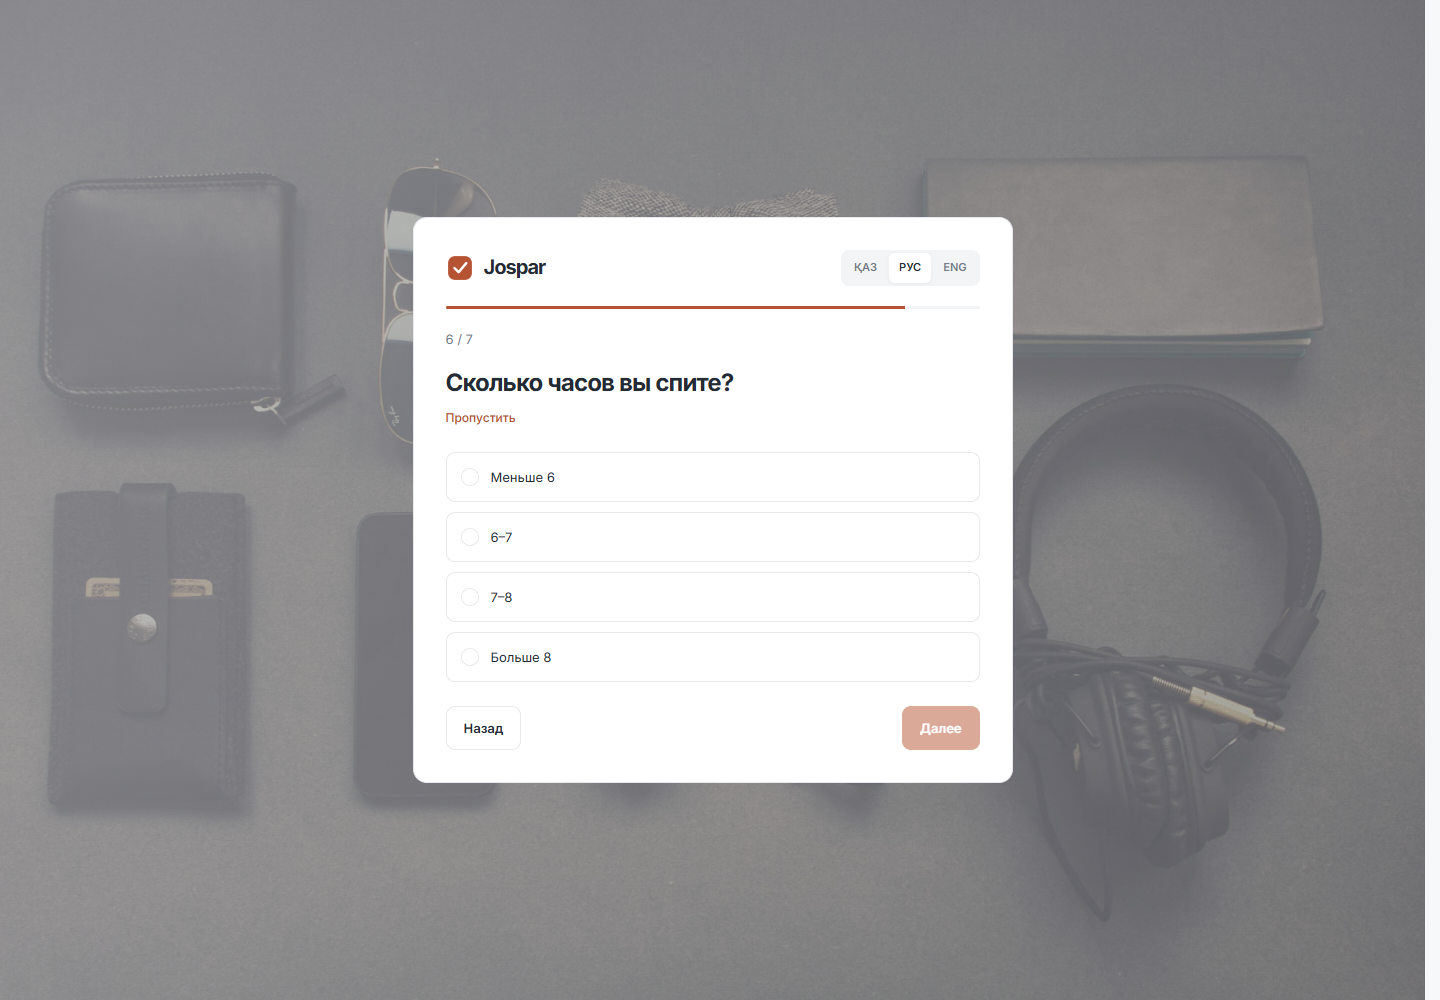 Jospar
ҚАЗ РУС ENG
6 / 7
Сколько часов вы спите?
Пропустить
Меньше 6
6–7
7–8
Больше 8
Назад Далее